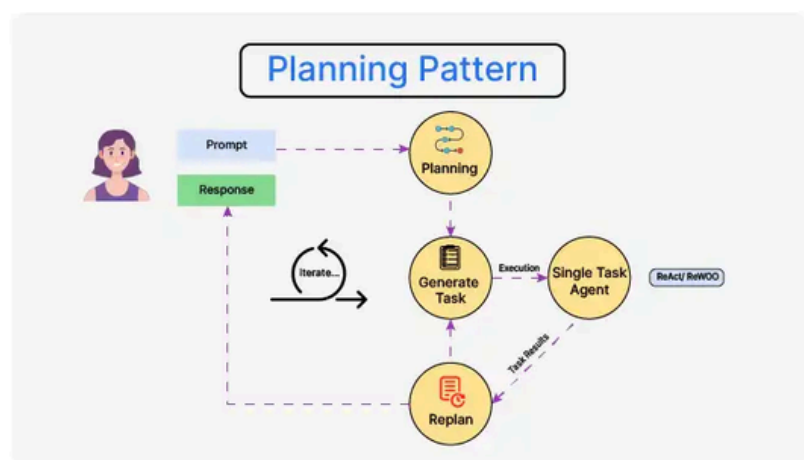 Planning Pattern
Prompt
Planning
Response
Iterate...
Generate
Task
Execution
Single Task
Agent
ReAct/ ReWOO
Task Results
Replan